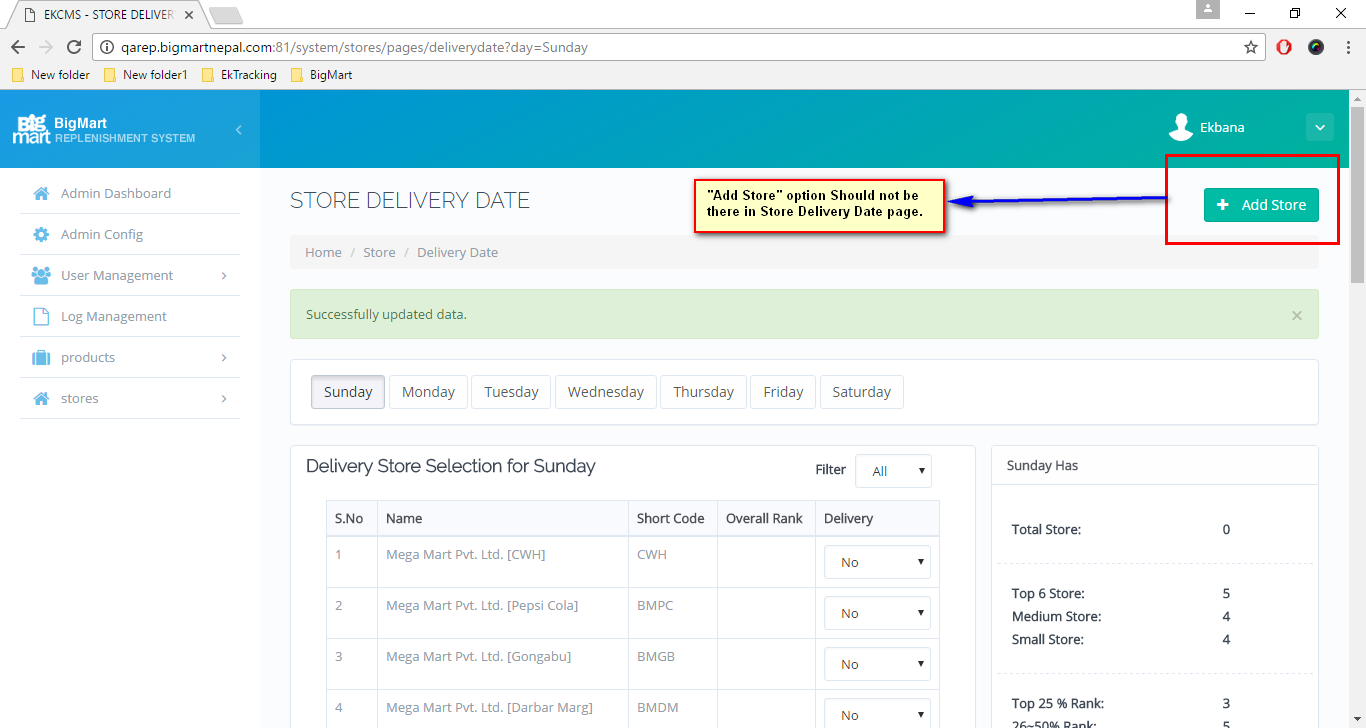 EKCMS - STORE DELIVER
qarep.bigmartnepal.com:81/system/stores/pages/deliverydate?day=Sunday
New folder New folder1 EkTracking BigMart
Big mart
BigMart
REPLENISHMENT SYSTEM
Ekbana
Admin Dashboard
Admin Config
User Management
Log Management
products
stores
STORE DELIVERY DATE
"Add Store" option Should not be
there in Store Delivery Date page.
+ Add Store
Home / Store / Delivery Date
Successfully updated data. ×
Sunday Monday Tuesday Wednesday Thursday Friday Saturday
Delivery Store Selection for Sunday
Filter All
S.No Name Short Code Overall Rank Delivery
1 Mega Mart Pvt. Ltd. [CWH] CWH No
2 Mega Mart Pvt. Ltd. [Pepsi Cola] BMPC No
3 Mega Mart Pvt. Ltd. [Gongabu] BMGB No
4 Mega Mart Pvt. Ltd. [Darbar Marg] BMDM No
Sunday Has
Total Store: 0
Top 6 Store: 5
Medium Store: 4
Small Store: 4
Top 25 % Rank: 3
26~50% Rank: 5